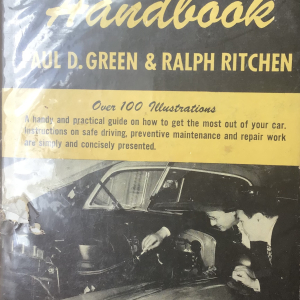 Handbook
PAUL D. GREEN & RALPH RITCHEN
Over 100 Illustrations
A handy and practical guide on how to get the most out of your car.
Instructions on safe driving, preventive maintenance and repair work
are simply and concisely presented.